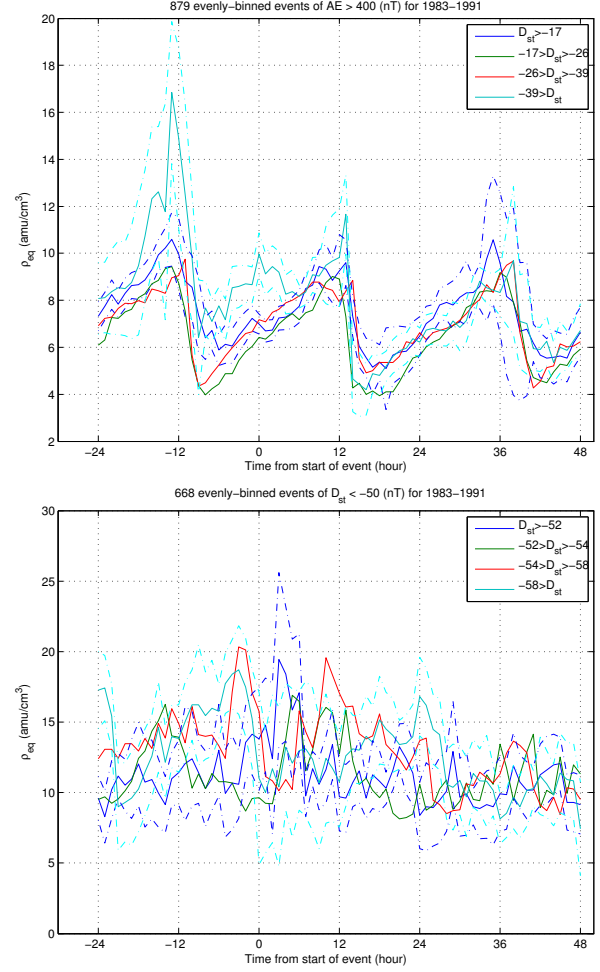 879 evenly-binned events of AE > 400 (nT) for 1983-1991
20
18
16
14
12
10
8
6
4
2
ρeq (amu/cm³)
Dst>-17
-17>Dst>-26
-26>Dst>-39
-39>Dst
-24 -12 0 12 24 36 48
Time from start of event (hour)
668 evenly-binned events of Dst < -50 (nT) for 1983-1991
30
25
20
15
10
5
0
ρeq (amu/cm³)
Dst>-52
-52>Dst>-54
-54>Dst>-58
-58>Dst
-24 -12 0 12 24 36 48
Time from start of event (hour)